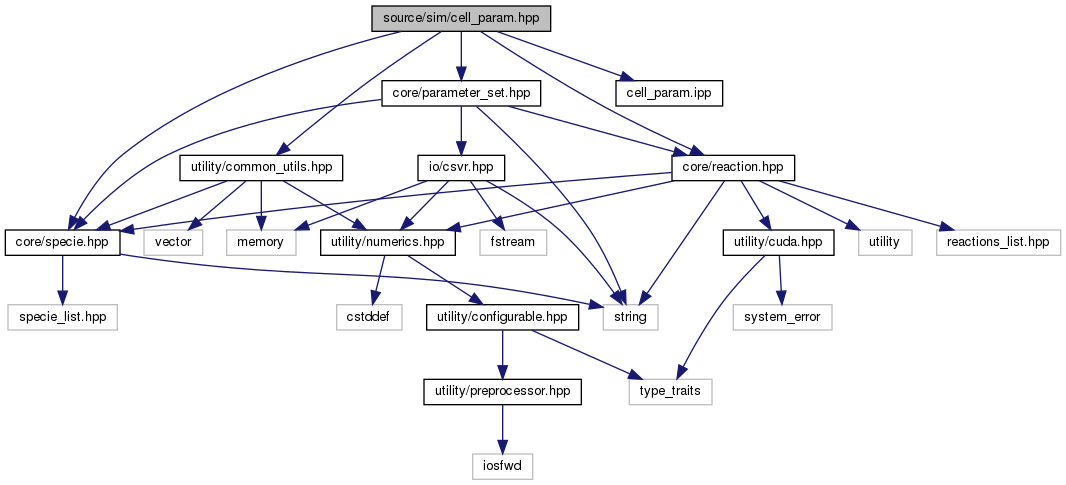 source/sim/cell_param.hpp
core/parameter_set.hpp
cell_param.ipp
utility/common_utils.hpp
io/csvr.hpp
core/reaction.hpp
core/specie.hpp
vector
memory
utility/numerics.hpp
fstream
utility/cuda.hpp
utility
reactions_list.hpp
specie_list.hpp
cstddef
utility/configurable.hpp
string
system_error
utility/preprocessor.hpp
type_traits
iosfwd